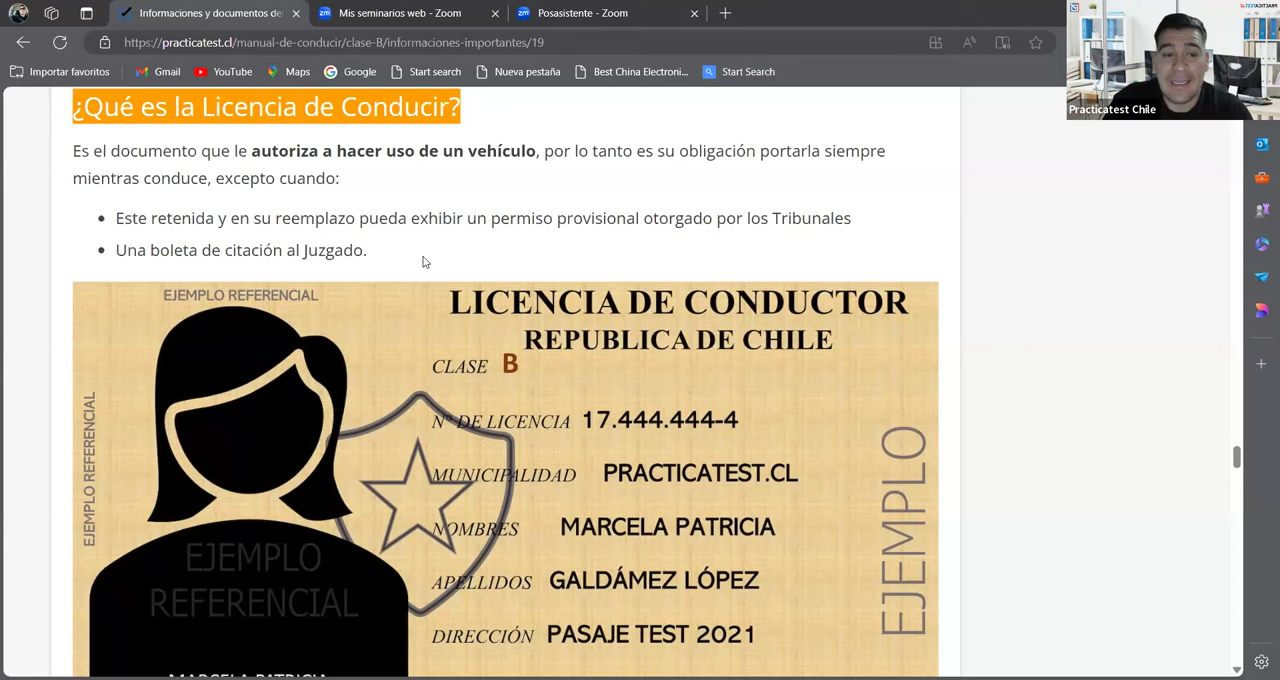 Informaciones y documentos del
Mis seminarios web - Zoom
Posasistente - Zoom
https://practicatest.cl/manual-de-conducir/clase-B/informaciones-importantes/19
Importar favoritos
Gmail
YouTube
Maps
Google
Start search
Nueva pestaña
Best China Electroni...
Start Search
Practicatest Chile
¿Qué es la Licencia de Conducir?
Es el documento que le autoriza a hacer uso de un vehículo, por lo tanto es su obligación portarla siempre
mientras conduce, excepto cuando:
Este retenida y en su reemplazo pueda exhibir un permiso provisional otorgado por los Tribunales
Una boleta de citación al Juzgado.
EJEMPLO REFERENCIAL
LICENCIA DE CONDUCTOR
REPUBLICA DE CHILE
CLASE B
N° DE LICENCIA 17.444.444-4
MUNICIPALIDAD PRACTICATEST.CL
NOMBRES MARCELA PATRICIA
APELLIDOS GALDÁMEZ LÓPEZ
DIRECCIÓN PASAJE TEST 2021
EJEMPLO REFERENCIAL
EJEMPLO
REFERENCIAL
EJEMPLO
MARCELA PATRICIA